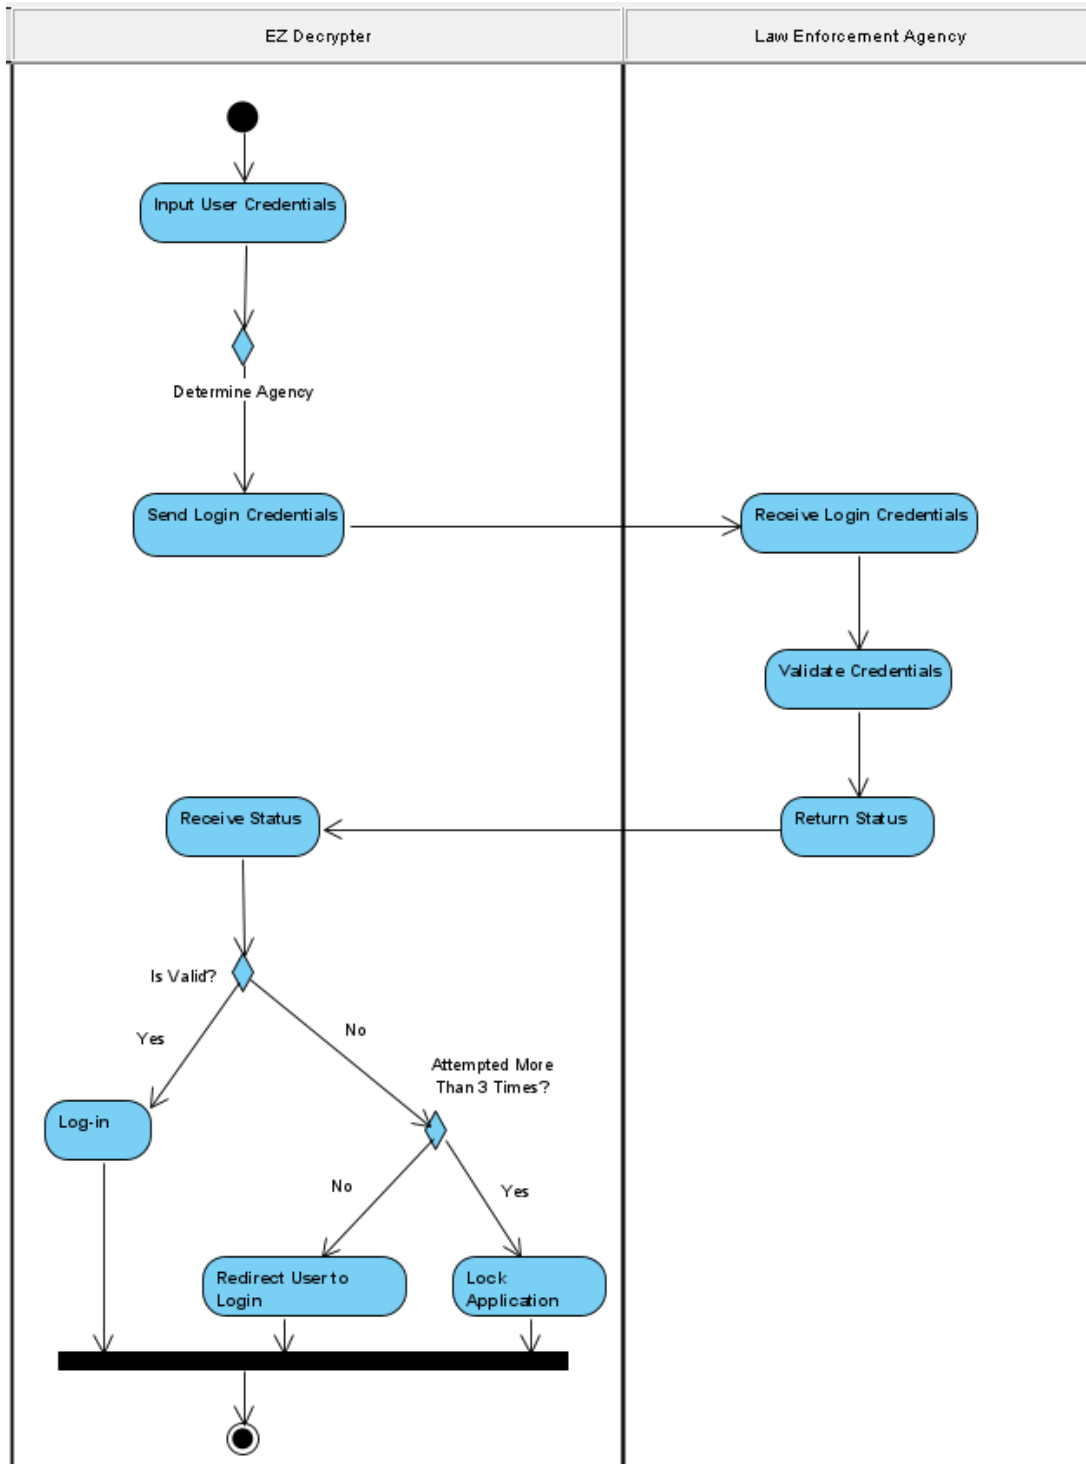 EZ Decrypter
Law Enforcement Agency
Input User Credentials
Determine Agency
Send Login Credentials
Receive Login Credentials
Validate Credentials
Receive Status
Return Status
Is Valid?
Yes
No
Attempted More
Than 3 Times?
Log-in
No
Yes
Redirect User to
Login
Lock
Application